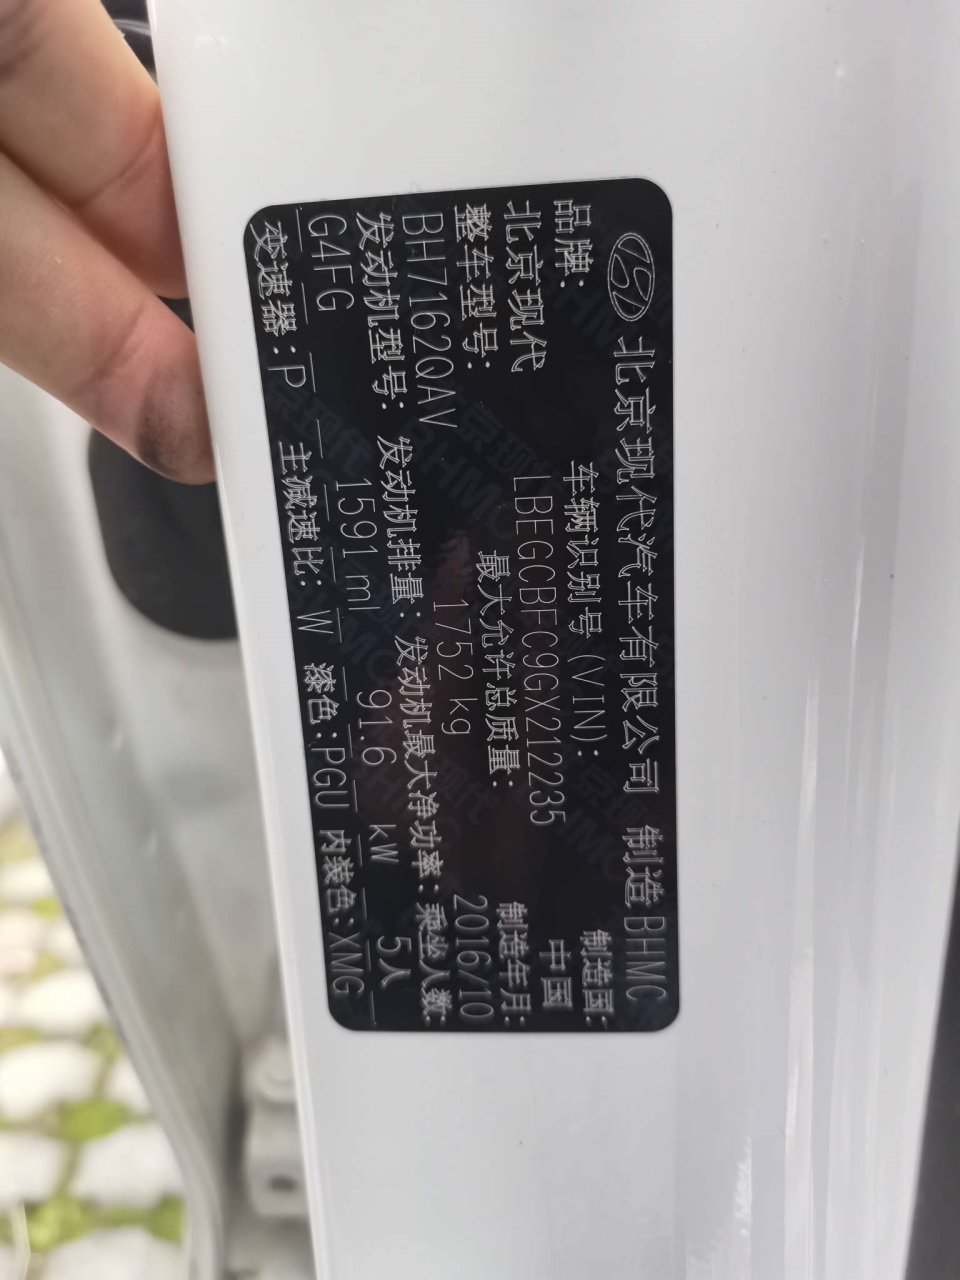 北京现代汽车有限公司 制造 BHMC
品牌: 车辆识别号(VIN): 制造国:
北京现代 LBEGCBFC9GX212235 中国
整车型号: 最大允许总质量: 制造年月:
BH7162QAV 1752 kg 2016/10
发动机型号: 发动机排量: 发动机最大净功率: 乘坐人数:
G4FG 1591 ml 91.6 kW 5人
变速器: P 主减速比: W 漆色: PGU 内装色: XMG